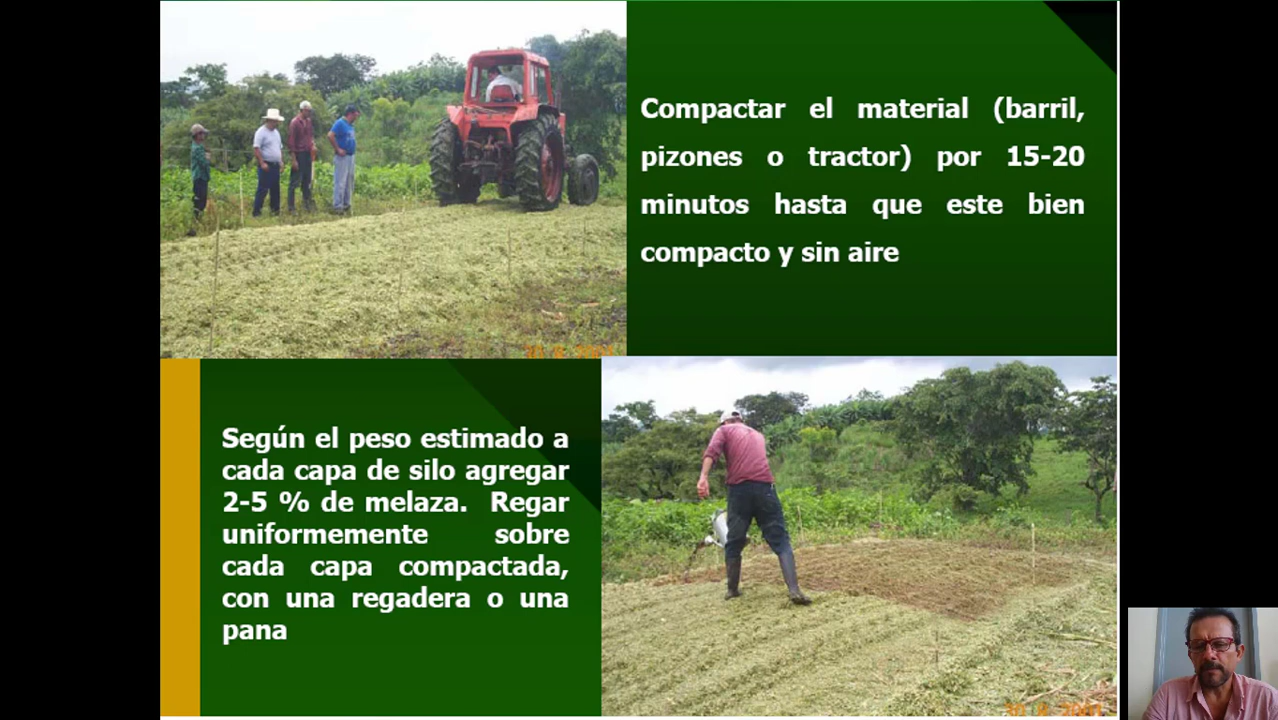 Compactar el material (barril,
pizones o tractor) por 15-20
minutos hasta que este bien
compacto y sin aire
Según el peso estimado a
cada capa de silo agregar
2-5 % de melaza. Regar
uniformemente sobre
cada capa compactada,
con una regadera o una
pana